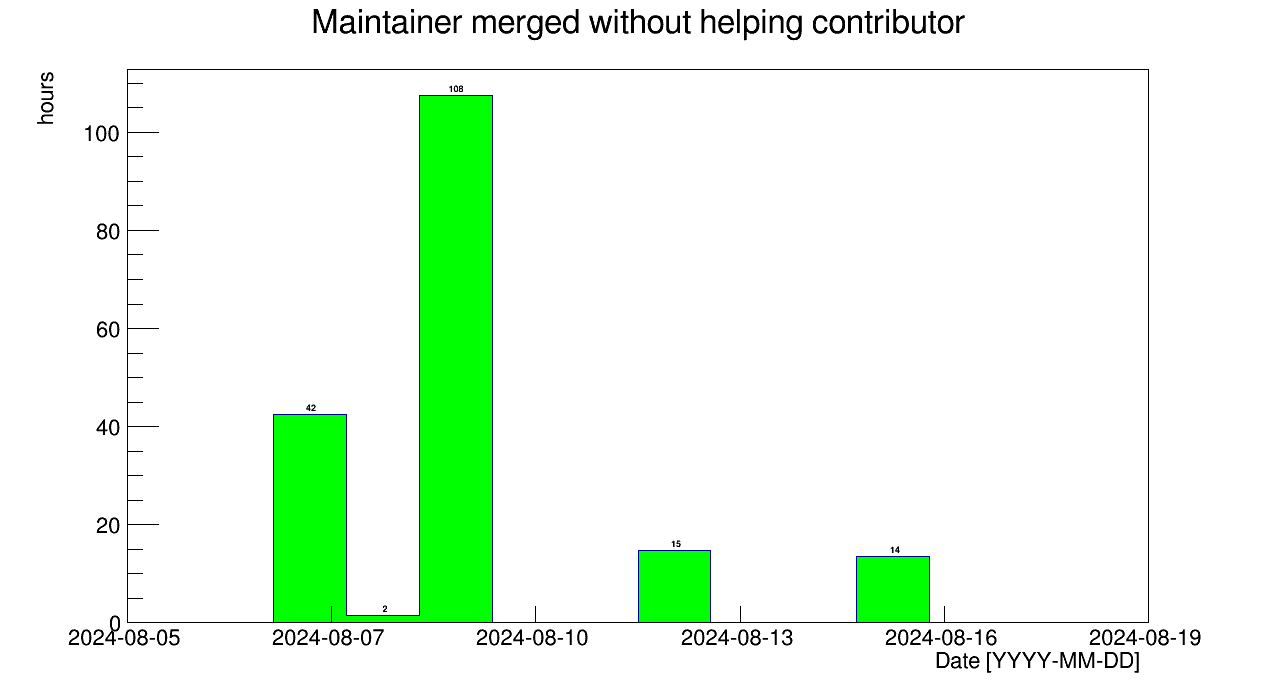 Maintainer merged without helping contributor
hours
100
80
60
40
20
0
108
42
2
15
14
2024-08-05 2024-08-07 2024-08-10 2024-08-13 2024-08-16 2024-08-19
Date [YYYY-MM-DD]